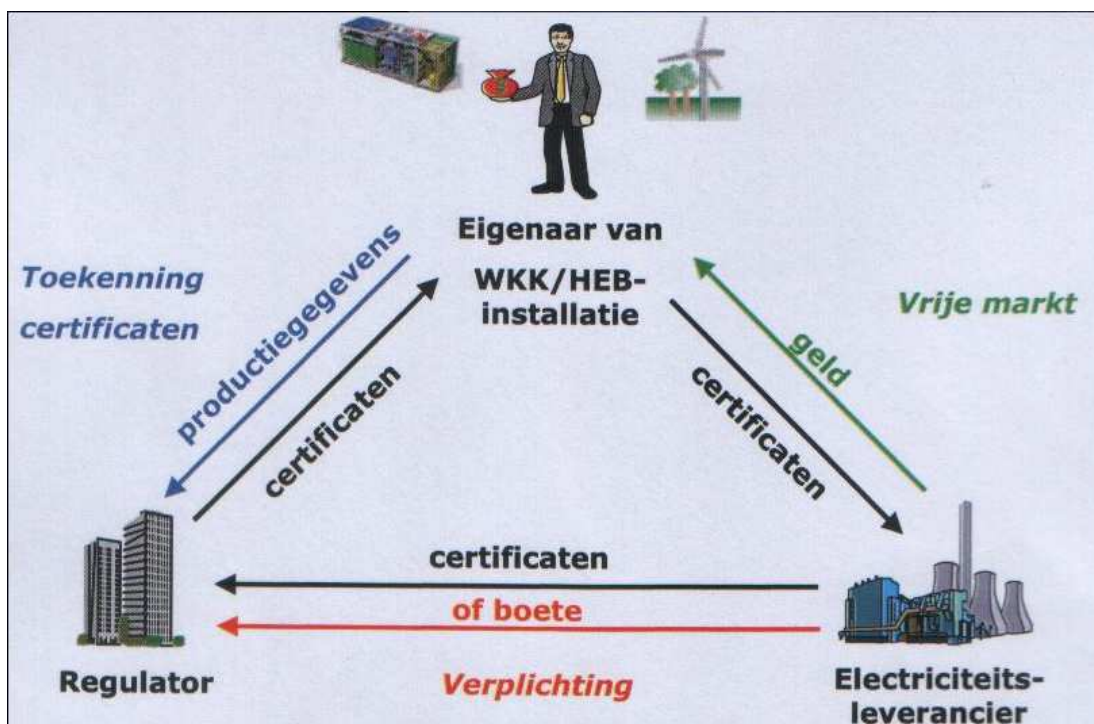 Eigenaar van
WKK/HEB-
installatie
Toekenning
certificaten
productiegegevens
certificaten
Vrije markt
geld
certificaten
certificaten
of boete
Verplichting
Regulator
Electriciteits-
leverancier